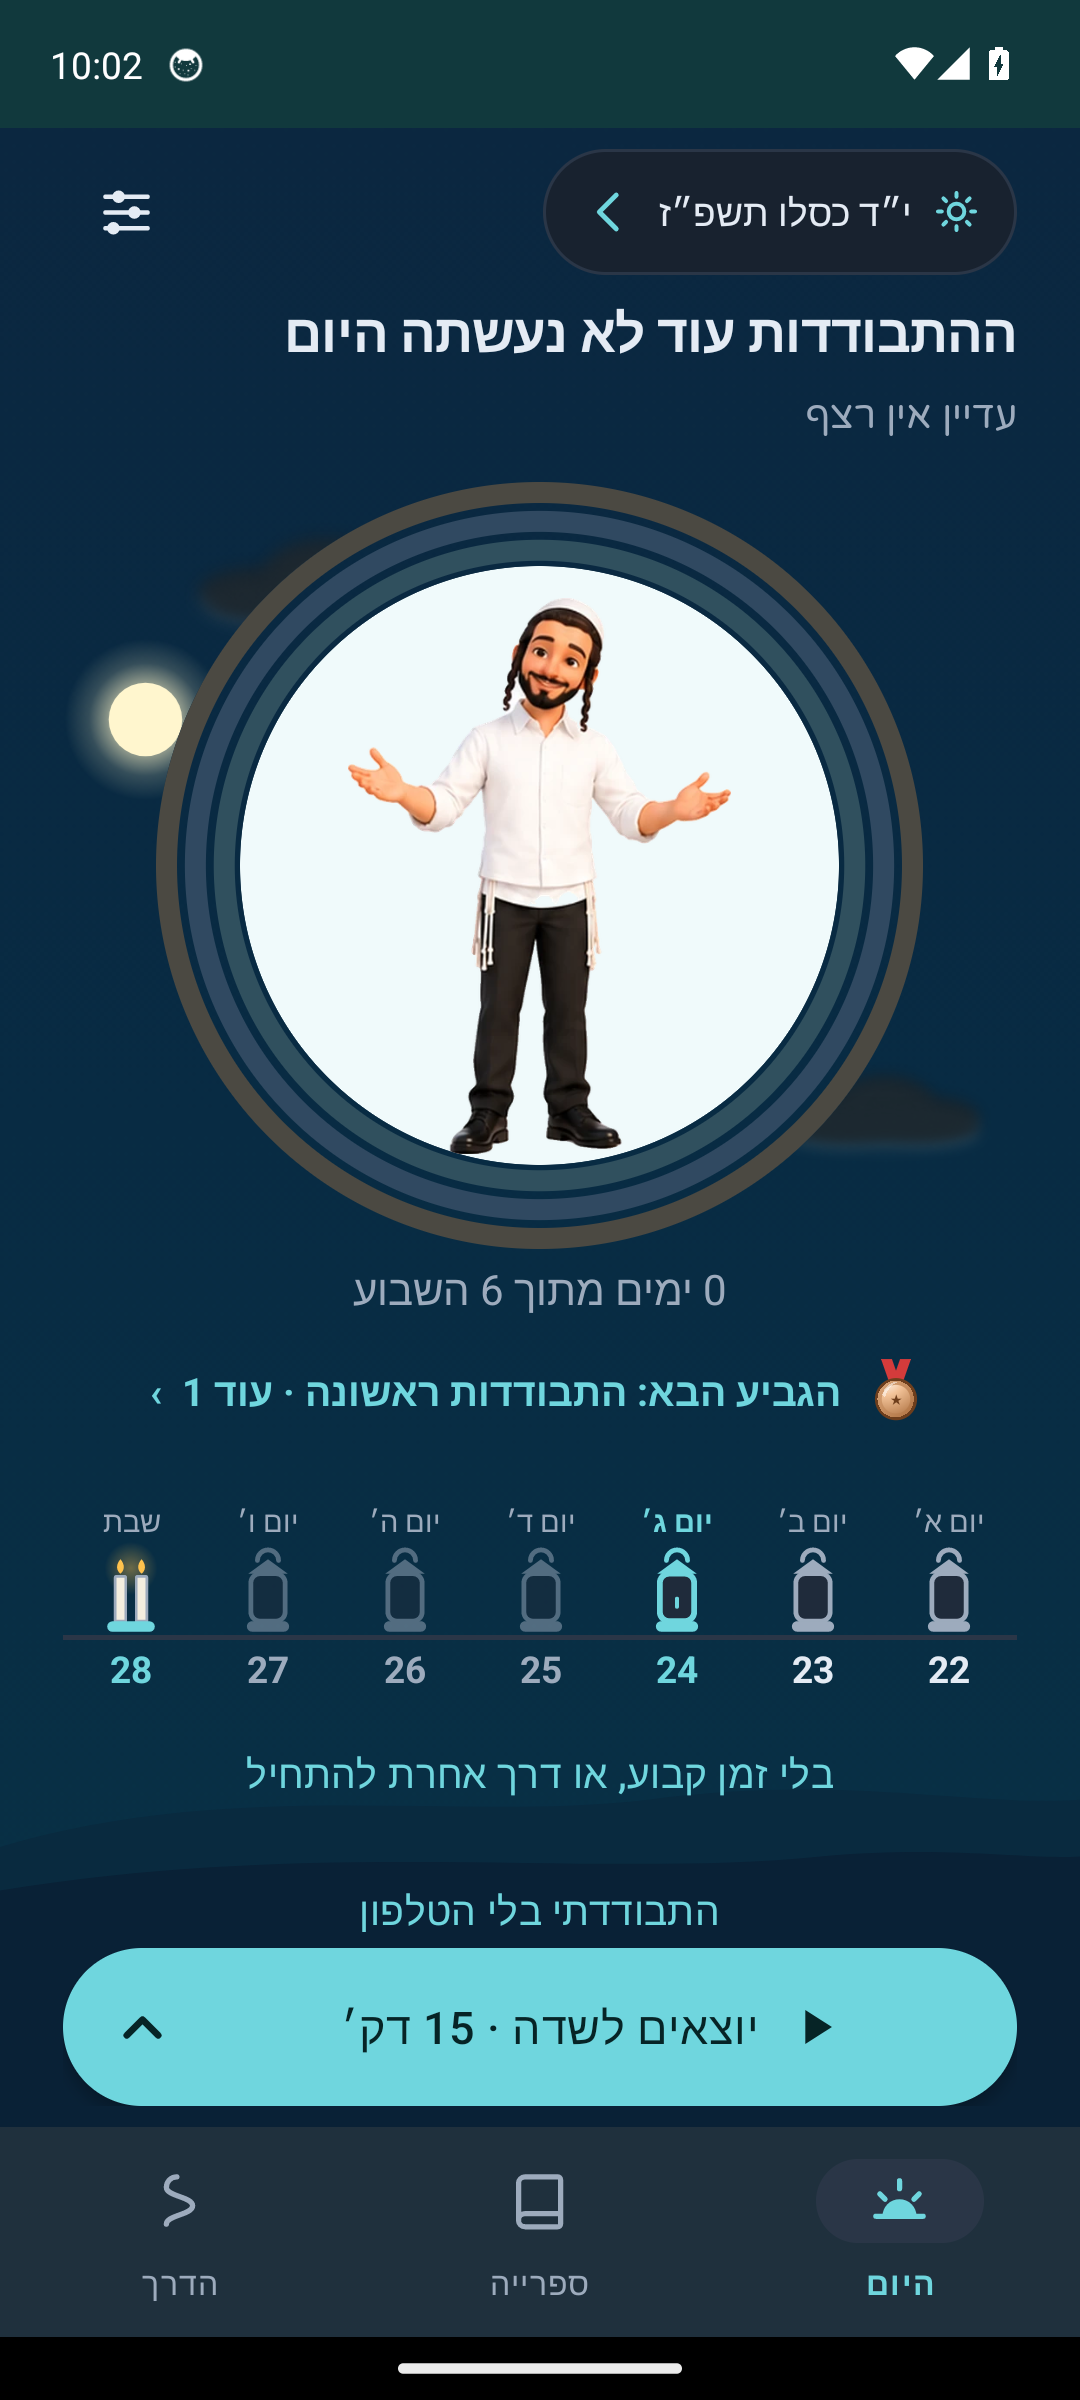 10:02
י״ד כסלו תשפ״ז
ההתבודדות עוד לא נעשתה היום
עדיין אין רצף
0 ימים מתוך 6 השבוע
הגביע הבא: התבודדות ראשונה · עוד 1 ›
יום א׳ יום ב׳ יום ג׳ יום ד׳ יום ה׳ יום ו׳ שבת
22 23 24 25 26 27 28
בלי זמן קבוע, או דרך אחרת להתחיל
התבודדתי בלי הטלפון
יוצאים לשדה · 15 דק׳
היום ספרייה הדרך